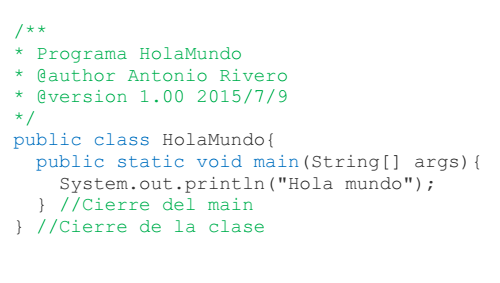 /**
* Programa HolaMundo
* @author Antonio Rivero
* @version 1.00 2015/7/9
*/
public class HolaMundo{
  public static void main(String[] args){
    System.out.println("Hola mundo");
  } //Cierre del main
} //Cierre de la clase